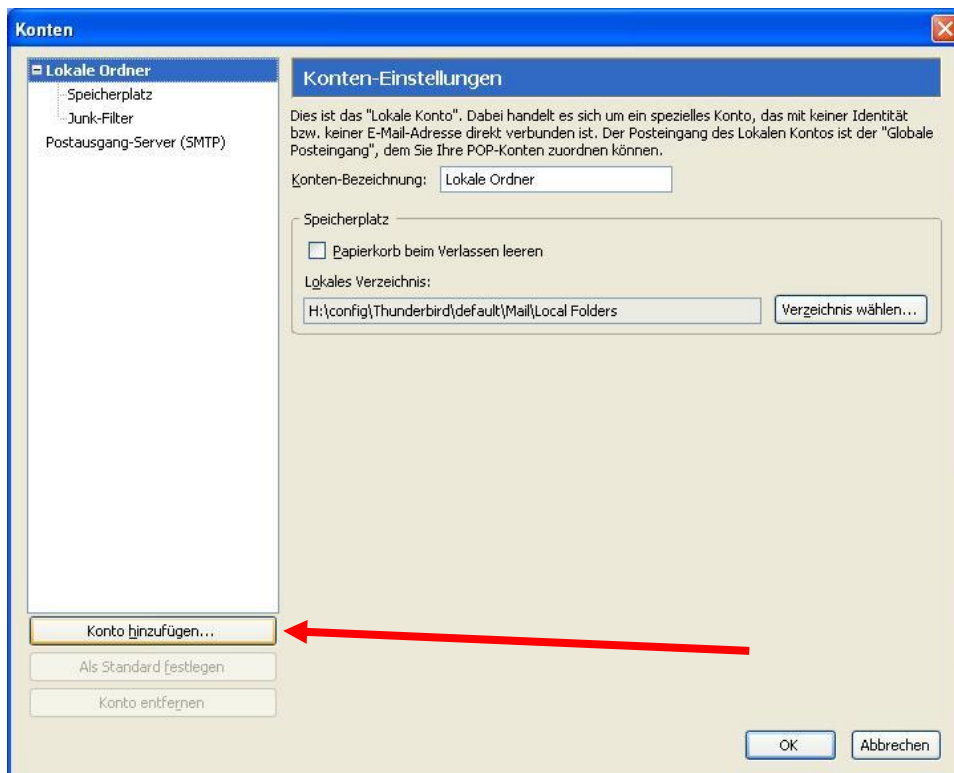 Konten
Lokale Ordner
Speicherplatz
Junk-Filter
Postausgang-Server (SMTP)
Konto hinzufügen...
Als Standard festlegen
Konto entfernen
Konten-Einstellungen
Dies ist das "Lokale Konto". Dabei handelt es sich um ein spezielles Konto, das mit keiner Identität
bzw. keiner E-Mail-Adresse direkt verbunden ist. Der Posteingang des Lokalen Kontos ist der "Globale
Posteingang", dem Sie Ihre POP-Konten zuordnen können.
Konten-Bezeichnung: Lokale Ordner
Speicherplatz
Papierkorb beim Verlassen leeren
Lokales Verzeichnis:
H:\config\Thunderbird\default\Mail\Local Folders Verzeichnis wählen...
OK Abbrechen